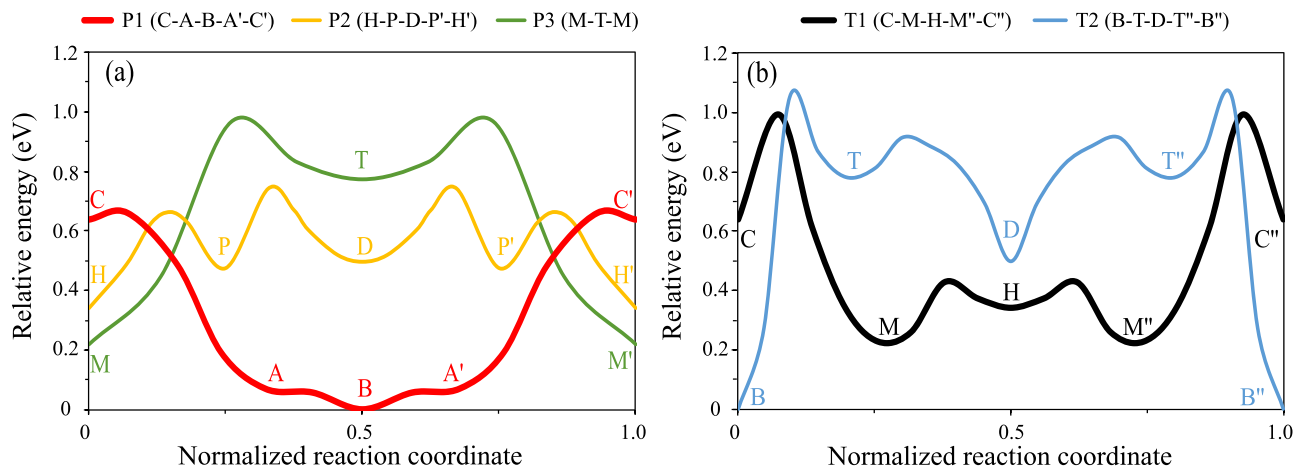 P1 (C-A-B-A'-C') P2 (H-P-D-P'-H') P3 (M-T-M)
T1 (C-M-H-M"-C") T2 (B-T-D-T"-B")
(a)
1.2
1.0
0.8
0.6
0.4
0.2
0
Relative energy (eV)
C
H
M
P
A
T
D
B
P'
A'
C'
H'
M'
0
0.5
1.0
Normalized reaction coordinate
(b)
1.2
1.0
0.8
0.6
0.4
0.2
0
Relative energy (eV)
C
B
T
M
D
H
T"
M"
C"
B"
0
0.5
1.0
Normalized reaction coordinate